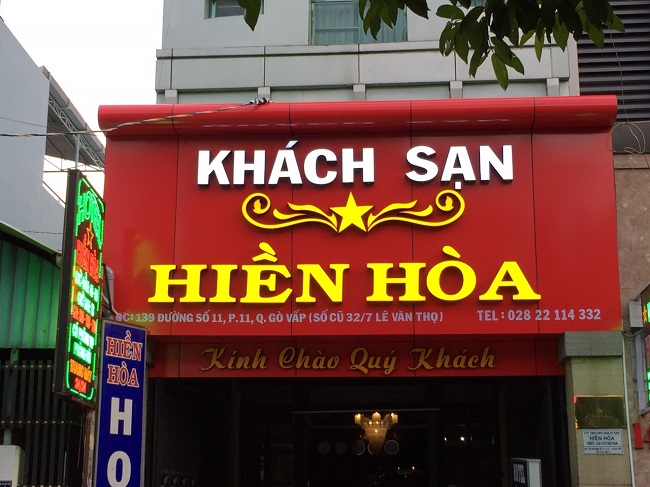 KHÁCH SẠN
HIỀN HÒA
ĐC: 139 ĐƯỜNG SỐ 11, P.11, Q. GÒ VẤP (SỐ CŨ 32/7 LÊ VĂN THỌ)
TEL: 028 22 114 332
Kính Chào Quý Khách
HIỀN
HÒA
HO
HIỀN HÒA